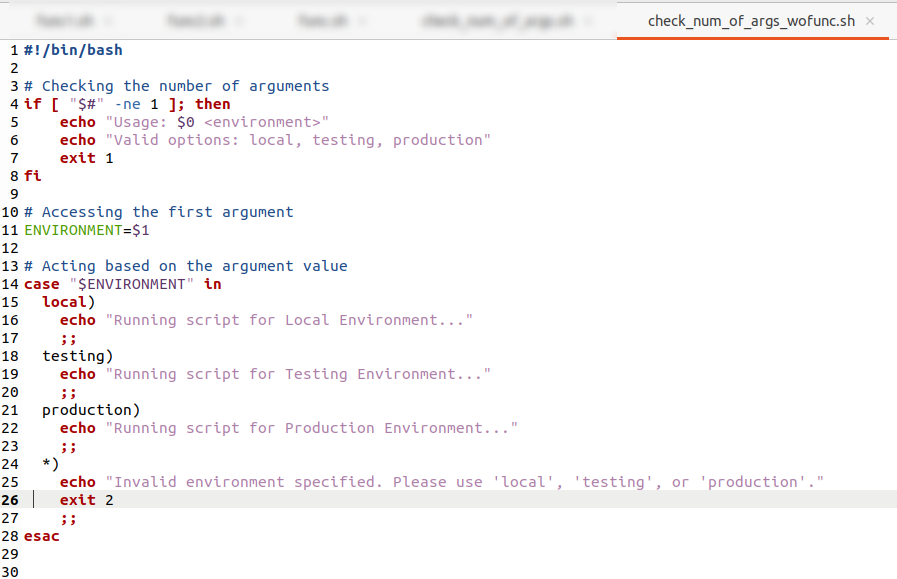 check_num_of_args_wofunc.sh ×
1 #!/bin/bash
2
3 # Checking the number of arguments
4 if [ "$#" -ne 1 ]; then
5     echo "Usage: $0 <environment>"
6     echo "Valid options: local, testing, production"
7     exit 1
8 fi
9
10 # Accessing the first argument
11 ENVIRONMENT=$1
12
13 # Acting based on the argument value
14 case "$ENVIRONMENT" in
15   local)
16     echo "Running script for Local Environment..."
17     ;;
18   testing)
19     echo "Running script for Testing Environment..."
20     ;;
21   production)
22     echo "Running script for Production Environment..."
23     ;;
24   *)
25     echo "Invalid environment specified. Please use 'local', 'testing', or 'production'."
26     exit 2
27     ;;
28 esac
29
30